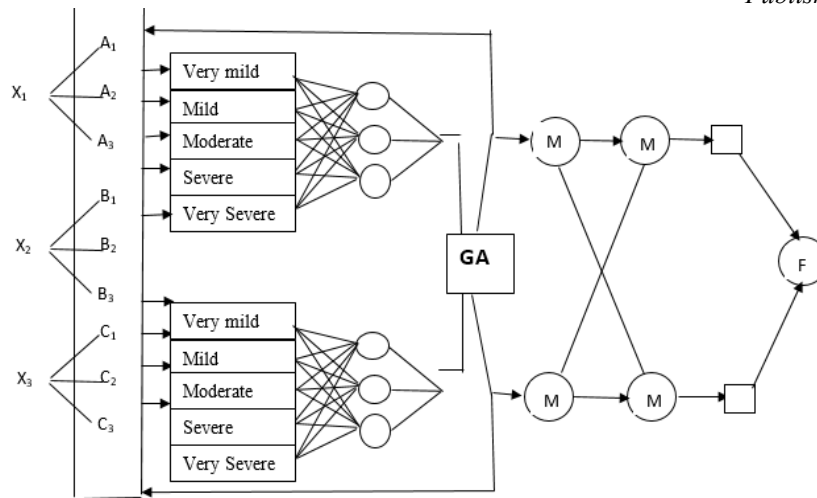 Publish
X1
A1
A2
A3
X2
B1
B2
B3
X3
C1
C2
C3
Very mild
Mild
Moderate
Severe
Very Severe
Very mild
Mild
Moderate
Severe
Very Severe
GA
M
M
M
M
F